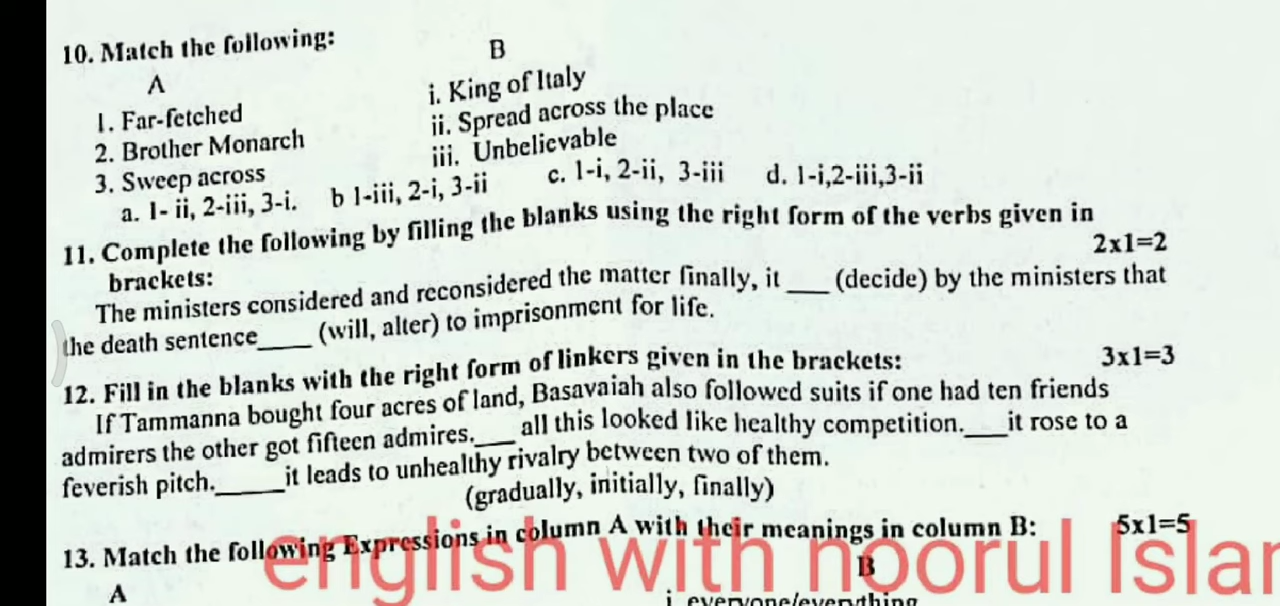 10. Match the following:
A B
1. Far-fetched i. King of Italy
2. Brother Monarch ii. Spread across the place
3. Sweep across iii. Unbelievable
a. 1- ii, 2-iii, 3-i. b 1-iii, 2-i, 3-ii c. 1-i, 2-ii, 3-iii d. 1-i,2-iii,3-ii
11. Complete the following by filling the blanks using the right form of the verbs given in
brackets: 2x1=2
The ministers considered and reconsidered the matter finally, it ___ (decide) by the ministers that
the death sentence____ (will, alter) to imprisonment for life.
12. Fill in the blanks with the right form of linkers given in the brackets: 3x1=3
If Tammanna bought four acres of land, Basavaiah also followed suits if one had ten friends
admirers the other got fifteen admires.___ all this looked like healthy competition.___it rose to a
feverish pitch._____it leads to unhealthy rivalry between two of them.
(gradually, initially, finally)
13. Match the following Expressions in column A with their meanings in column B: 5x1=5
english with noorul Islam
A B
i everyone/everything